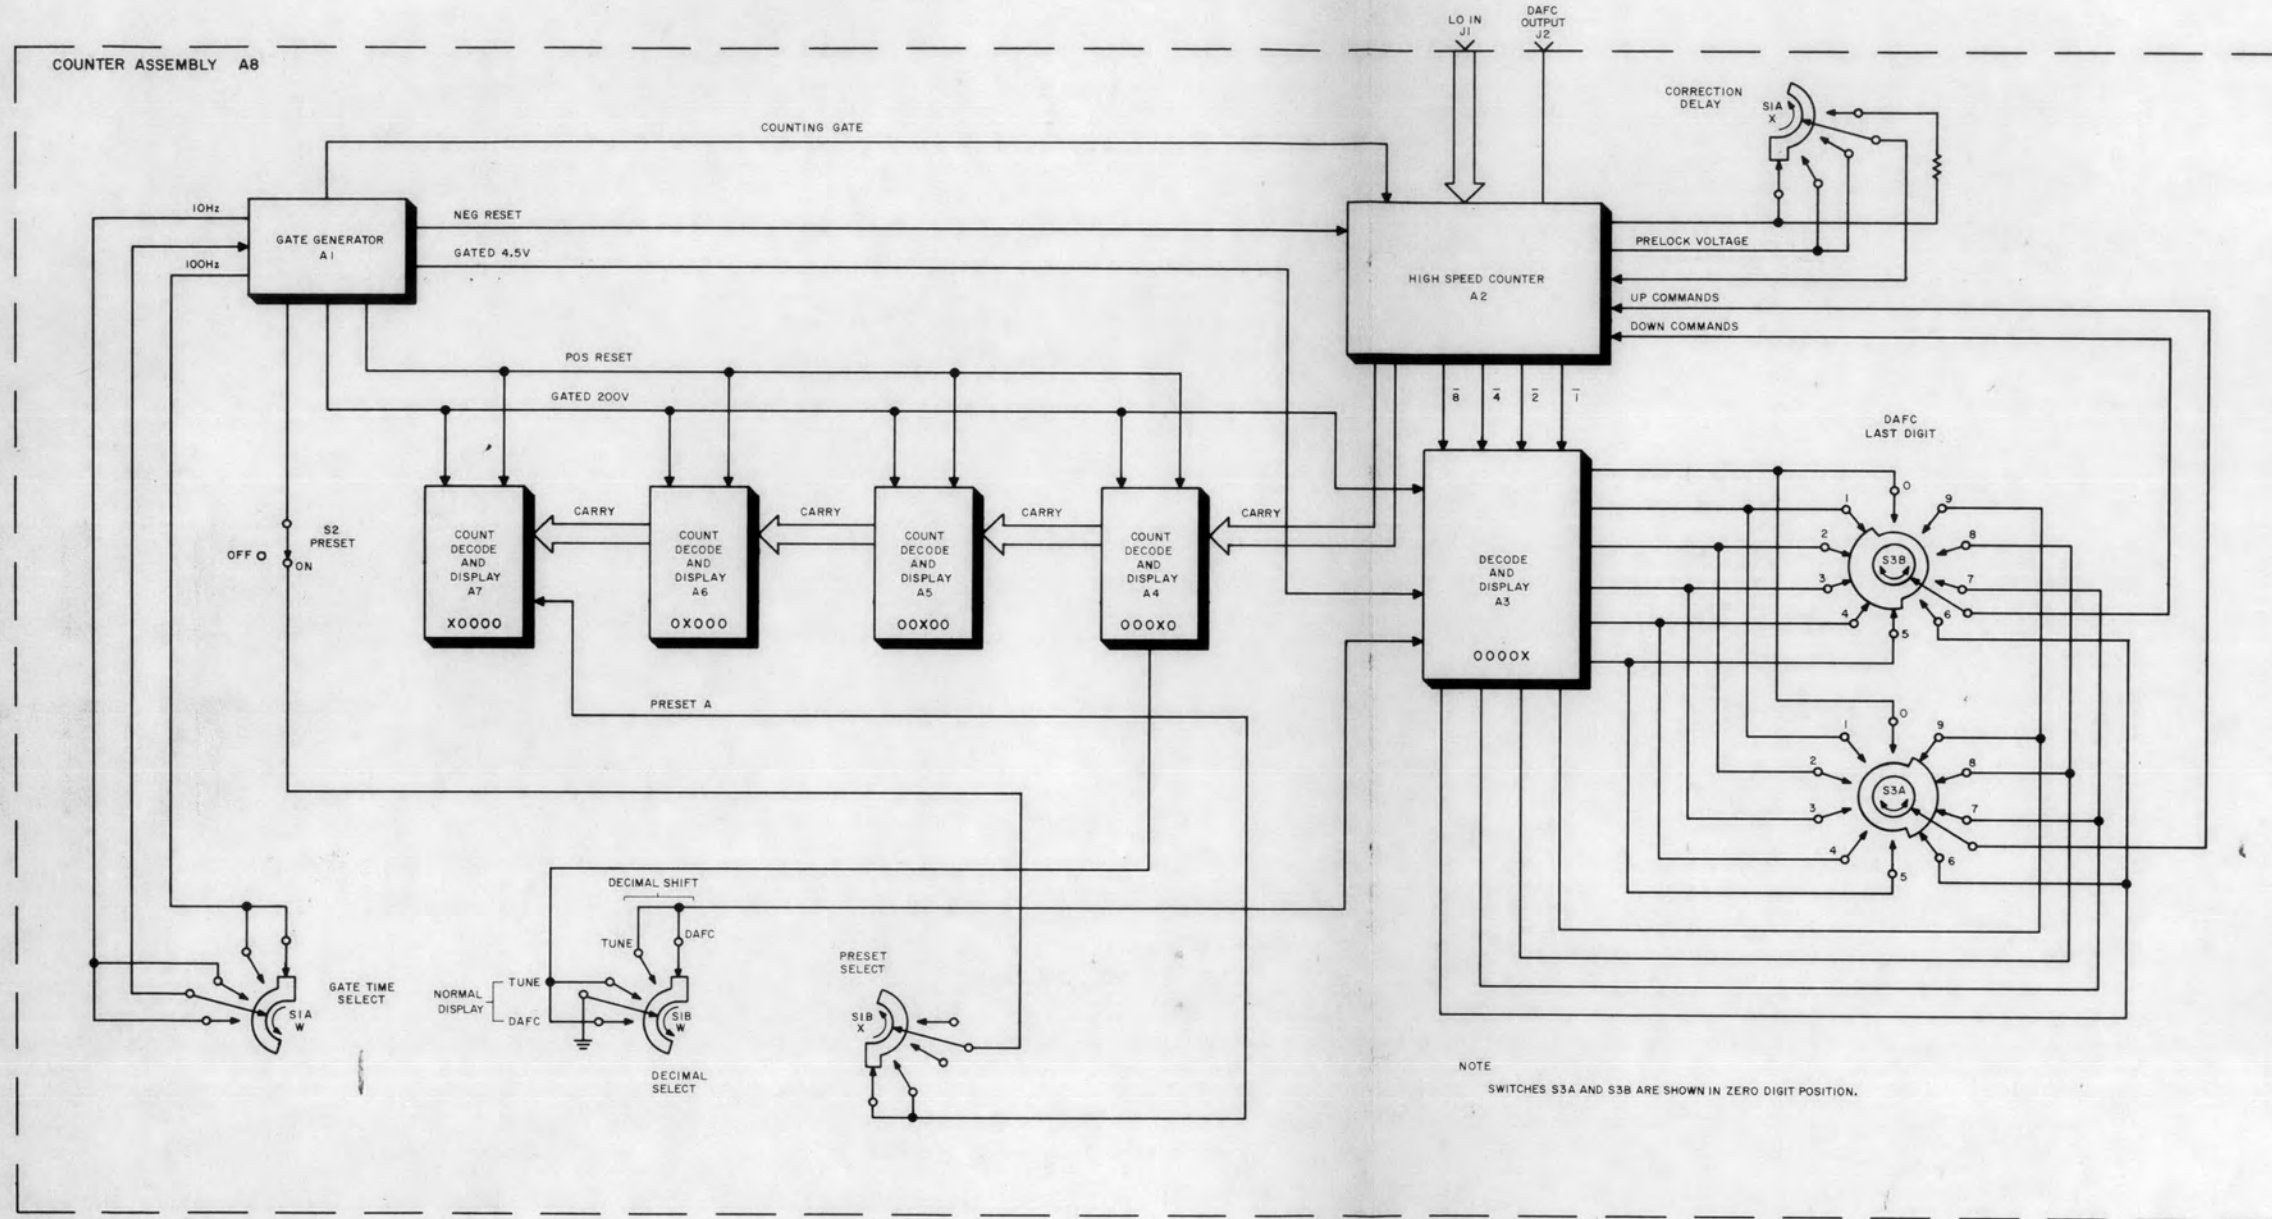 LO IN
J1
DAFC
OUTPUT
J2
COUNTER ASSEMBLY A8
CORRECTION
DELAY
S1A
X
COUNTING GATE
10Hz
GATE GENERATOR
A1
100Hz
NEG RESET
GATED 4.5V
HIGH SPEED COUNTER
A2
PRELOCK VOLTAGE
UP COMMANDS
DOWN COMMANDS
POS RESET
GATED 200V
8
4
2
1
DAFC
LAST DIGIT
S2
PRESET
OFF
ON
COUNT
DECODE
AND
DISPLAY
A7
X0000
CARRY
COUNT
DECODE
AND
DISPLAY
A6
0X000
CARRY
COUNT
DECODE
AND
DISPLAY
A5
00X00
CARRY
COUNT
DECODE
AND
DISPLAY
A4
000X0
CARRY
DECODE
AND
DISPLAY
A3
0000X
0
1
2
3
4
5
6
7
8
9
S3B
PRESET A
0
1
2
3
4
5
6
7
8
9
S3A
DECIMAL SHIFT
TUNE
DAFC
GATE TIME
SELECT
S1A
W
NORMAL
DISPLAY
TUNE
DAFC
S1B
W
DECIMAL
SELECT
PRESET
SELECT
S1B
X
NOTE
SWITCHES S3A AND S3B ARE SHOWN IN ZERO DIGIT POSITION.